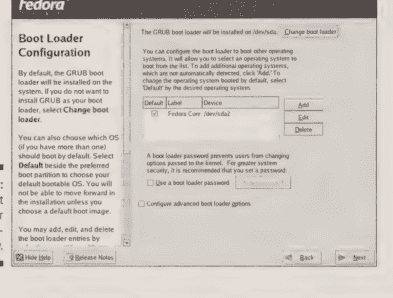 Fedora
Boot Loader
Configuration
By default, the GRUB boot
loader will be installed on the
system. If you do not want to
install GRUB as your boot
loader, select Change boot
loader.
You can also choose which OS
(if you have more than one)
should boot by default. Select
Default beside the preferred
boot partition to choose your
default bootable OS. You will
not be able to move forward in
the installation unless you
choose a default boot image.
You may add, edit, and delete
the boot loader entries by
The GRUB boot loader will be installed on /dev/sda.
Change boot loader
You can configure the boot loader to boot other operating
systems. It will allow you to select an operating system to
boot from the list. To add additional operating systems,
which are not automatically detected, click 'Add.' To
change the operating system booted by default, select
'Default' by the desired operating system.
Default Label Device
Fedora Core /dev/sda2
Add
Edit
Delete
A boot loader password prevents users from changing
options passed to the kernel. For greater system
security, it is recommended that you set a password.
Use a boot loader password
Configure advanced boot loader options
Hide Help
Release Notes
Back
Next